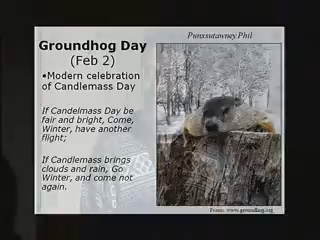 Groundhog Day
(Feb 2)
•Modern celebration
of Candlemass Day
If Candelmass Day be
fair and bright, Come,
Winter, have another
flight;
If Candlemass brings
clouds and rain, Go
Winter, and come not
again.
Punxsutawney Phil
From: www.groundhog.org